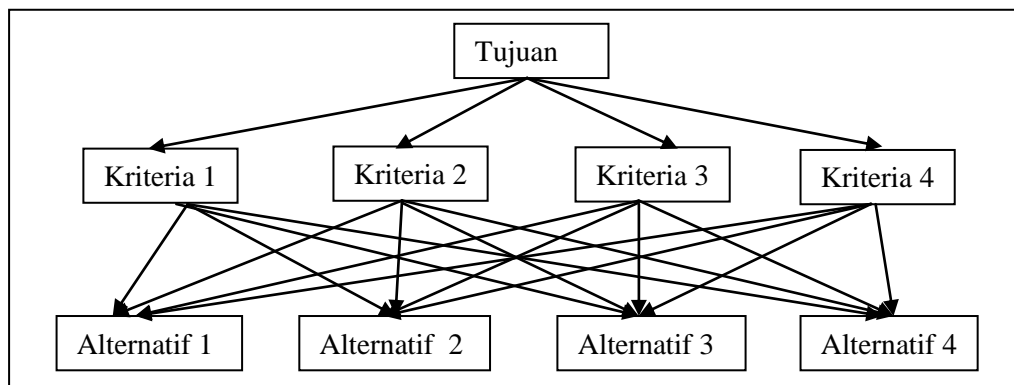 Tujuan
Kriteria 1
Kriteria 2
Kriteria 3
Kriteria 4
Alternatif 1
Alternatif  2
Alternatif 3
Alternatif 4